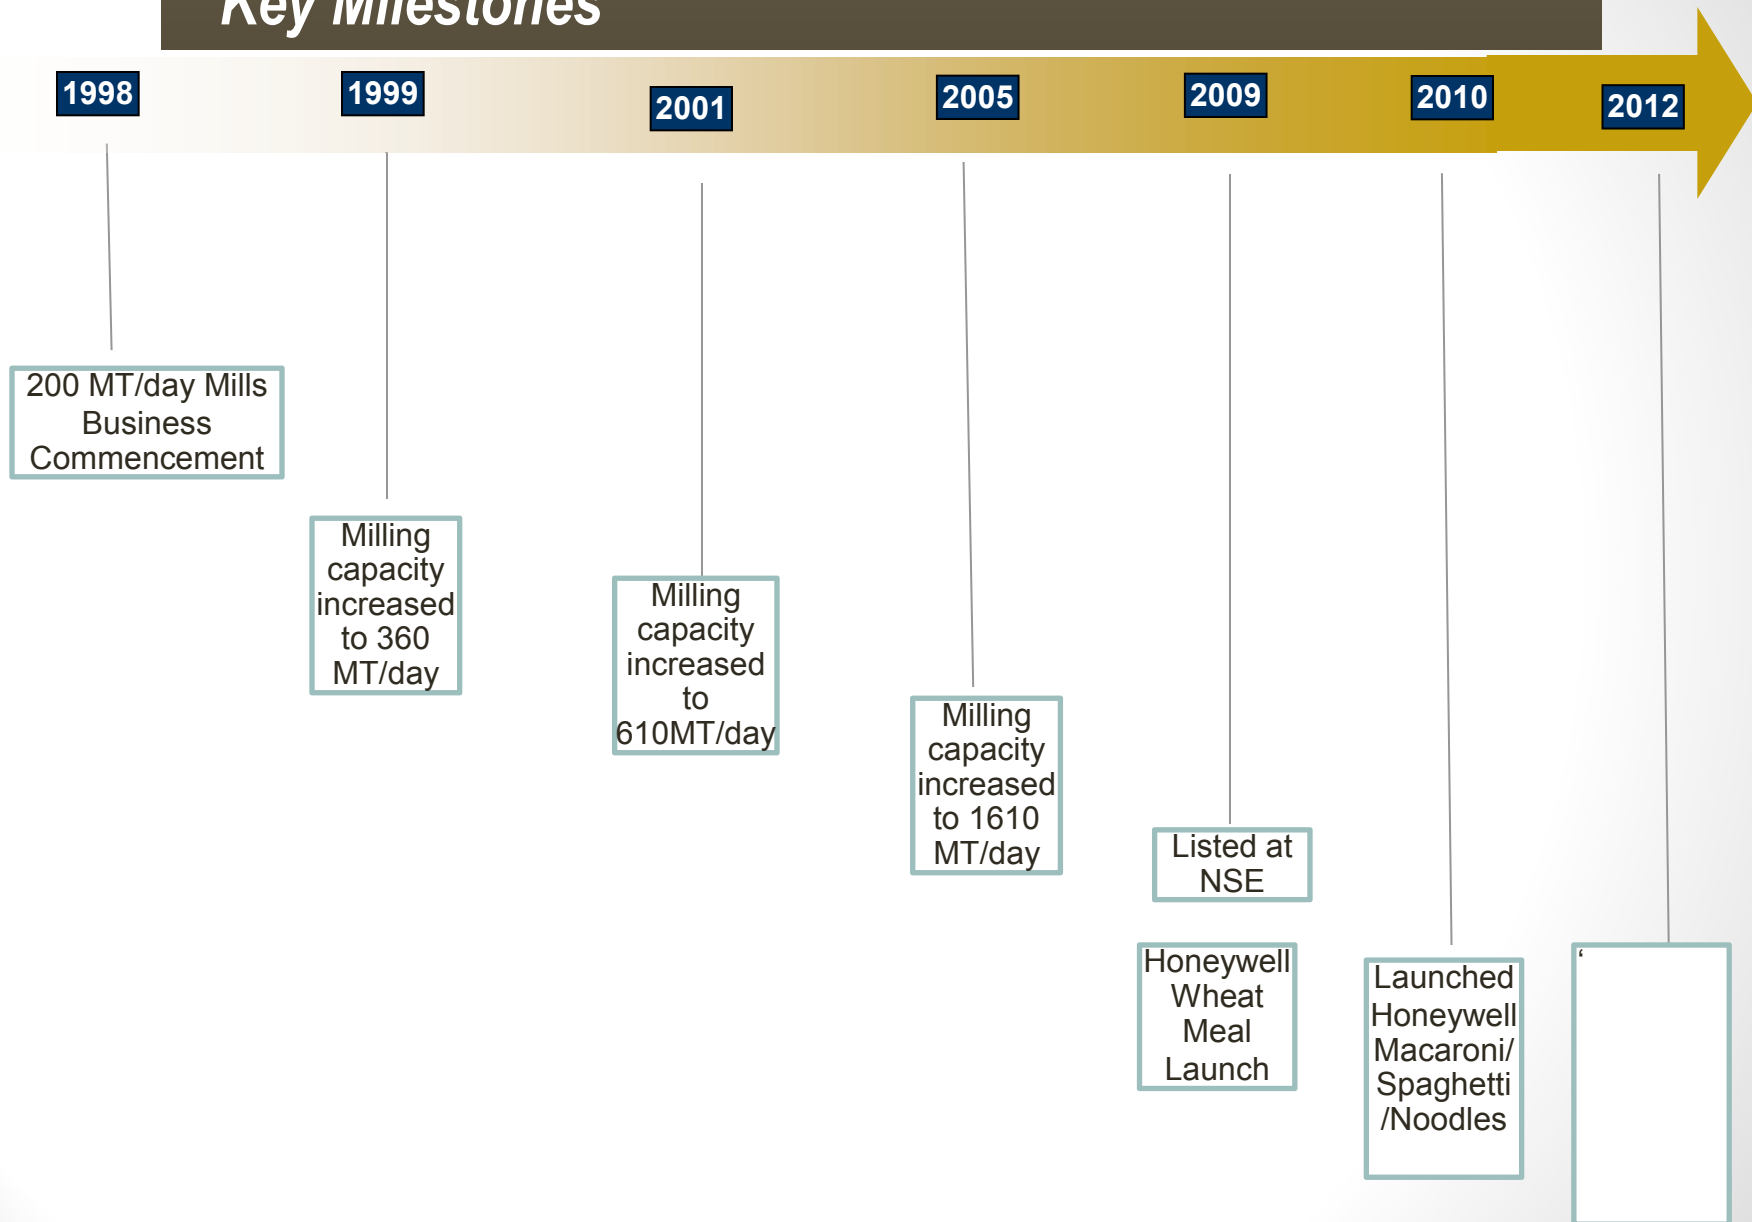 Key Milestones
1998
1999
2001
2005
2009
2010
2012
200 MT/day Mills
Business
Commencement
Milling
capacity
increased
to 360
MT/day
Milling
capacity
increased
to
610MT/day
Milling
capacity
increased
to 1610
MT/day
Listed at
NSE
Honeywell
Wheat
Meal
Launch
Launched
Honeywell
Macaroni/
Spaghetti
/Noodles
‘